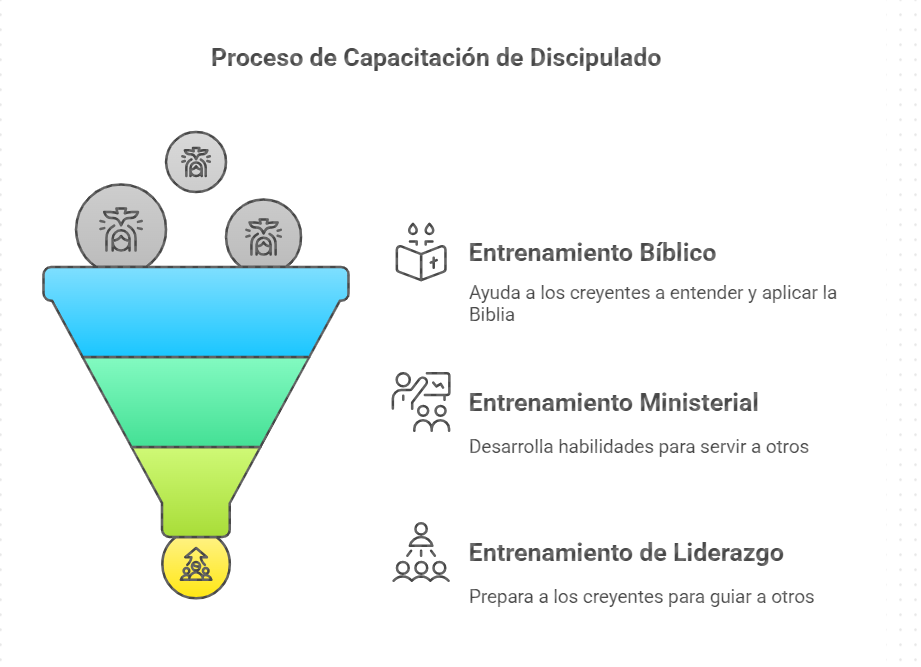 Proceso de Capacitación de Discipulado
Entrenamiento Bíblico
Ayuda a los creyentes a entender y aplicar la
Biblia
Entrenamiento Ministerial
Desarrolla habilidades para servir a otros
Entrenamiento de Liderazgo
Prepara a los creyentes para guiar a otros